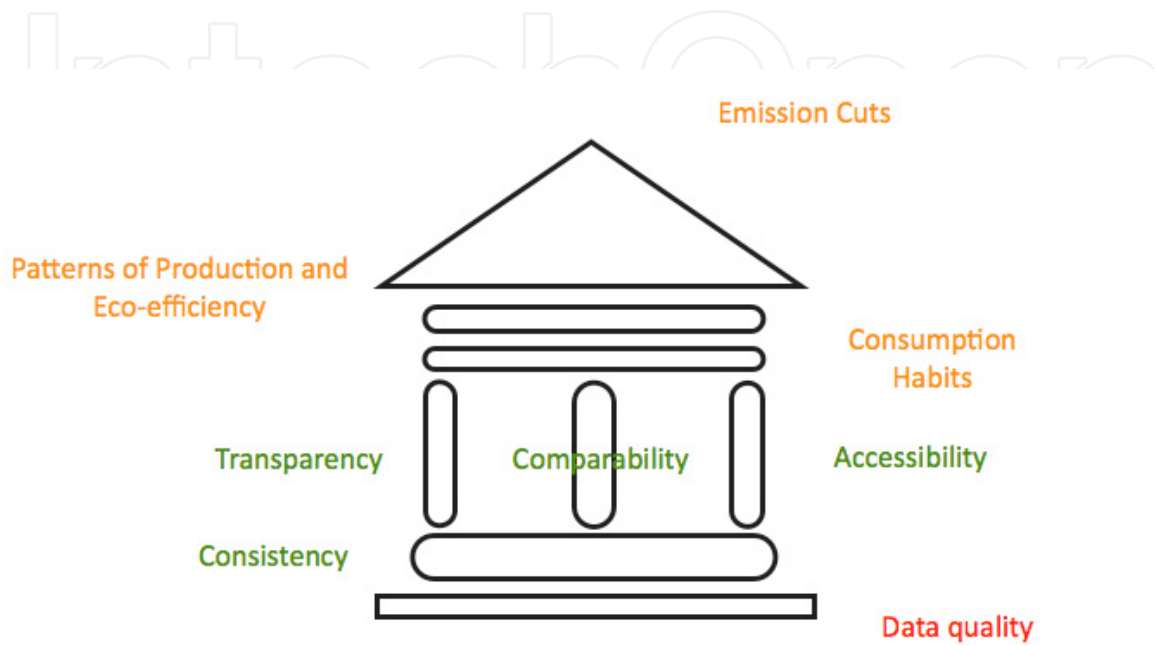 Emission Cuts
Patterns of Production and
Eco-efficiency
Consumption
Habits
Transparency
Comparability
Accessibility
Consistency
Data quality